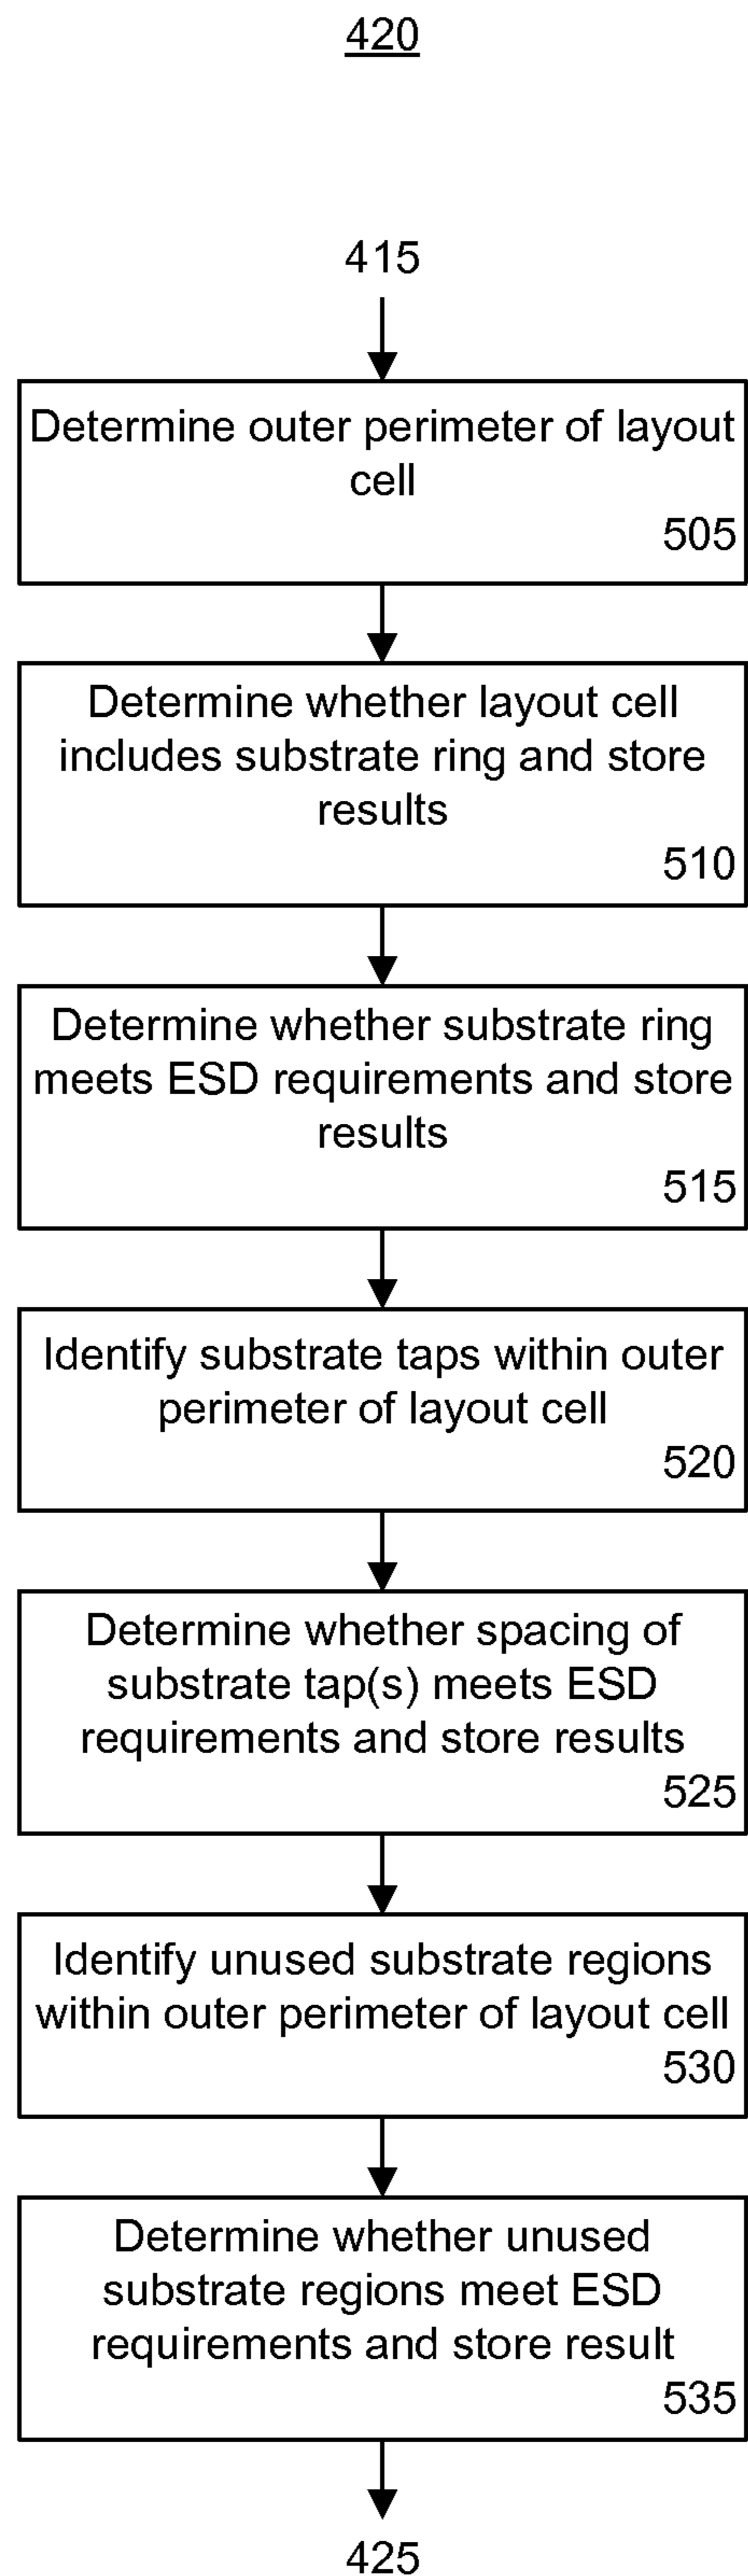 420
415
Determine outer perimeter of layout
cell
505
Determine whether layout cell
includes substrate ring and store
results
510
Determine whether substrate ring
meets ESD requirements and store
results
515
Identify substrate taps within outer
perimeter of layout cell
520
Determine whether spacing of
substrate tap(s) meets ESD
requirements and store results
525
Identify unused substrate regions
within outer perimeter of layout cell
530
Determine whether unused
substrate regions meet ESD
requirements and store result
535
425